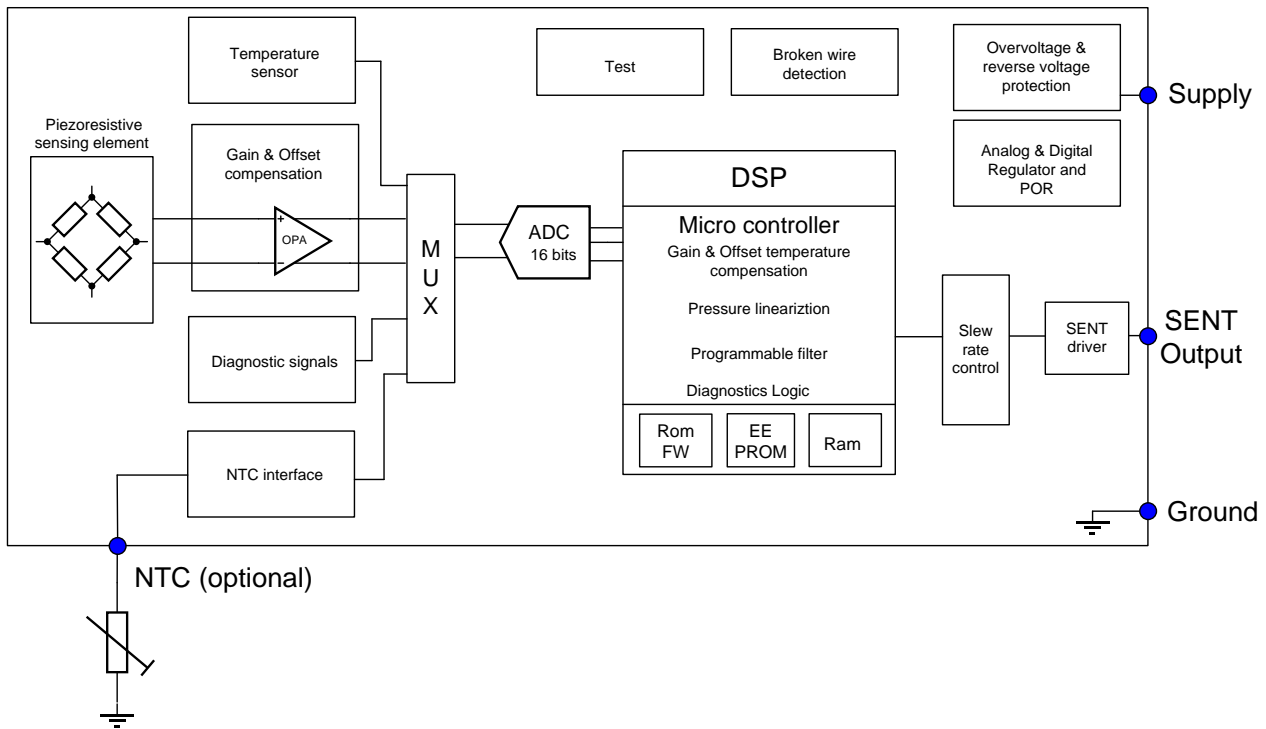 Temperature
sensor
Test
Broken wire
detection
Overvoltage &
reverse voltage
protection
Supply
Piezoresistive
sensing element
Gain & Offset
compensation
+
OPA
−
Analog & Digital
Regulator and
POR
DSP
Micro controller
Gain & Offset temperature
compensation
Pressure lineariztion
Programmable filter
Diagnostics Logic
Rom
FW
EE
PROM
Ram
M
U
X
ADC
16 bits
Slew
rate
control
SENT
driver
SENT
Output
Diagnostic signals
NTC interface
Ground
NTC (optional)